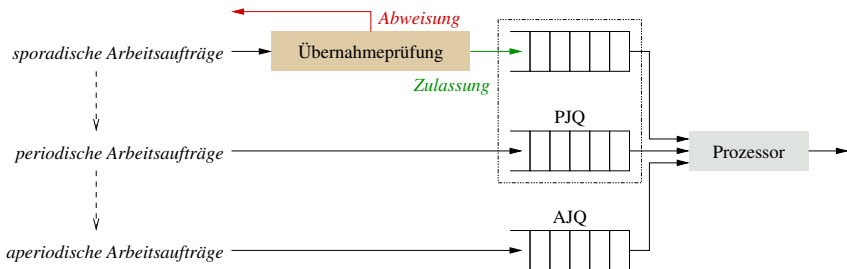 Abweisung
sporadische Arbeitsaufträge
Übernahmeprüfung
Zulassung
PJQ
periodische Arbeitsaufträge
Prozessor
AJQ
aperiodische Arbeitsaufträge